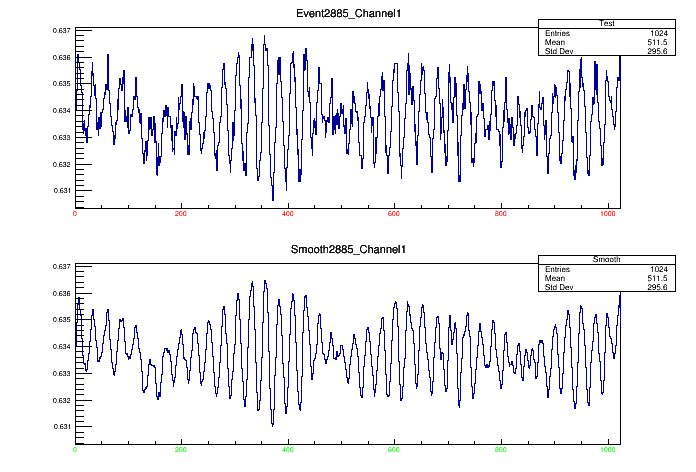 Event2885_Channel1
Test
Entries 1024
Mean 511.5
Std Dev 295.6
0.637
0.636
0.635
0.634
0.633
0.632
0.631
0 200 400 600 800 1000
Smooth2885_Channel1
Smooth
Entries 1024
Mean 511.5
Std Dev 295.6
0.637
0.636
0.635
0.634
0.633
0.632
0.631
0 200 400 600 800 1000